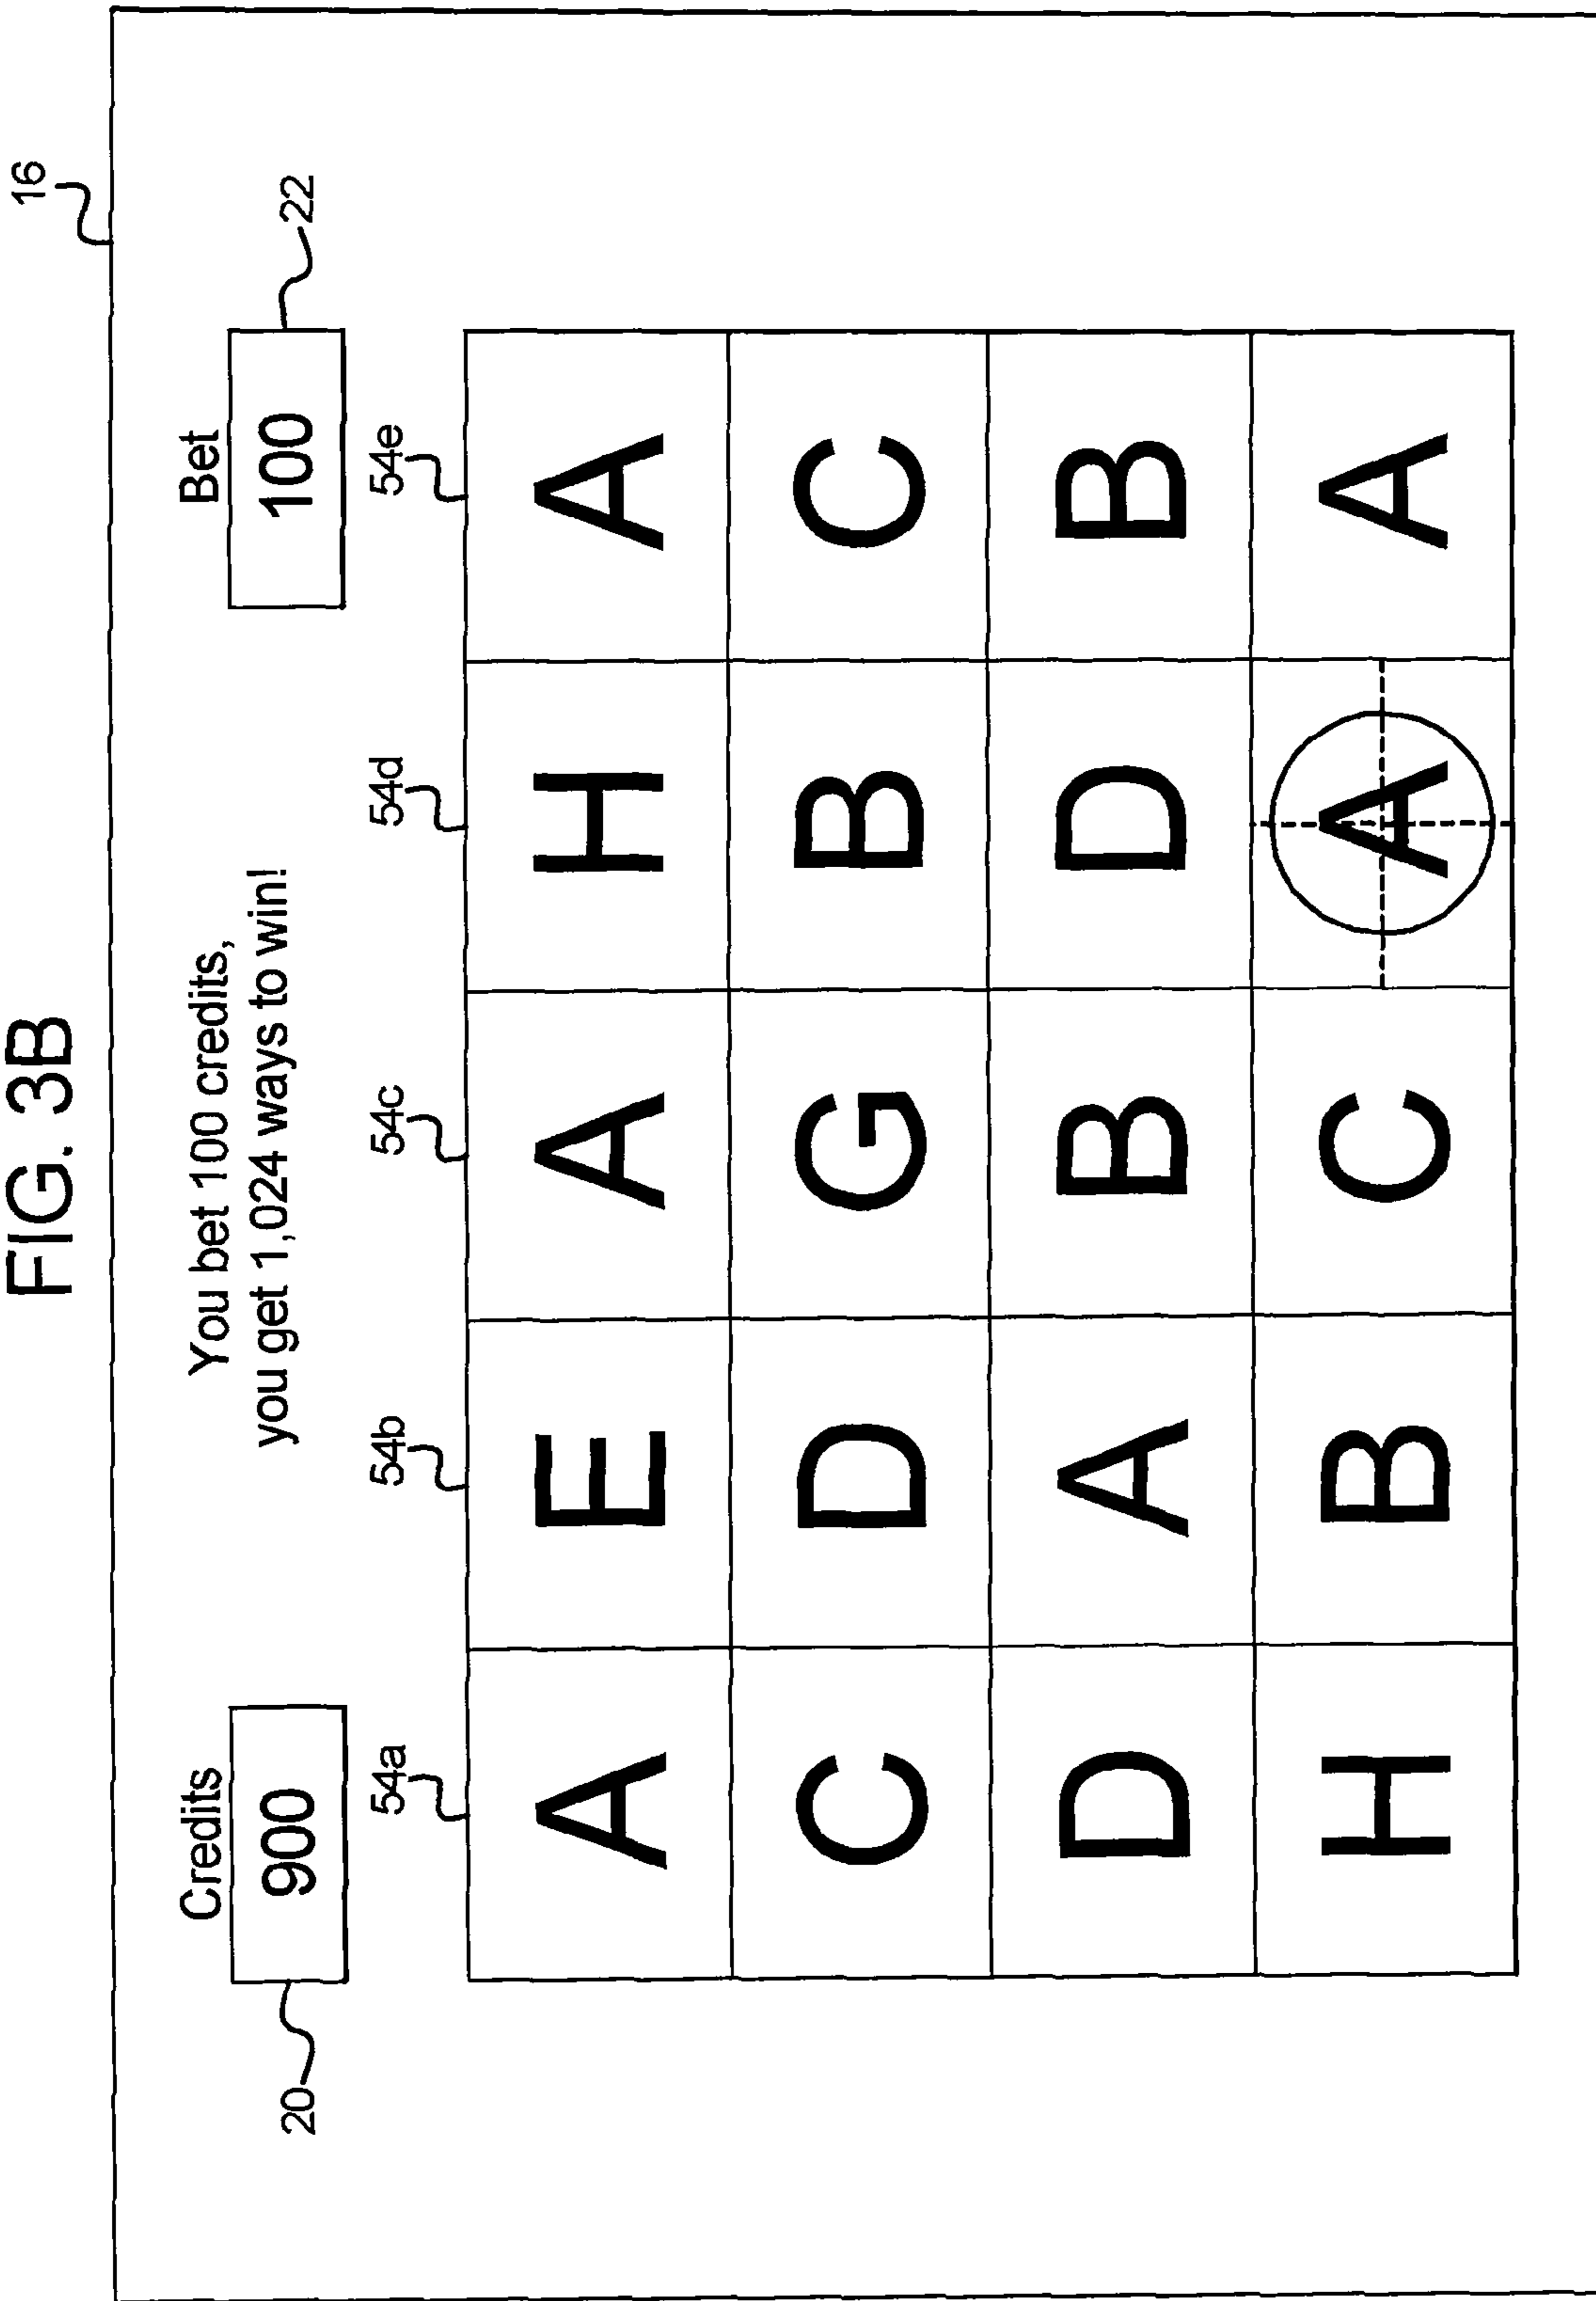 FIG. 3B
16
Credits
900
20
You bet 100 credits,
you get 1,024 ways to win!
Bet
100
22
54a 54b 54c 54d 54e
A E A H A
C D G B C
D A B D B
H B C A A